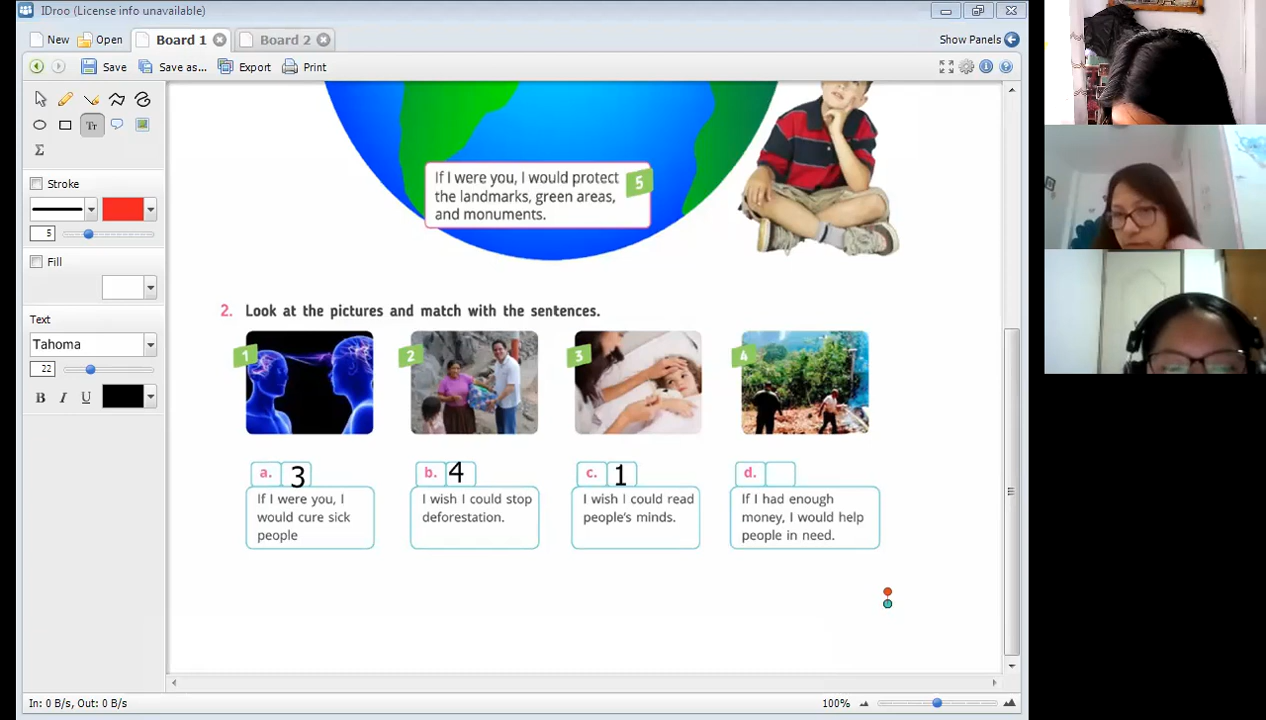 IDroo (License info unavailable)
New Open Board 1 Board 2 Show Panels
Save Save as... Export Print
Tr
Σ
Stroke
5
Fill
Text
Tahoma
22
B I U
If I were you, I would protect
the landmarks, green areas,
and monuments.
5
2. Look at the pictures and match with the sentences.
1 2 3 4
a. 3 b. 4 c. 1 d.
If I were you, I
would cure sick
people
I wish I could stop
deforestation.
I wish I could read
people's minds.
If I had enough
money, I would help
people in need.
In: 0 B/s, Out: 0 B/s 100%